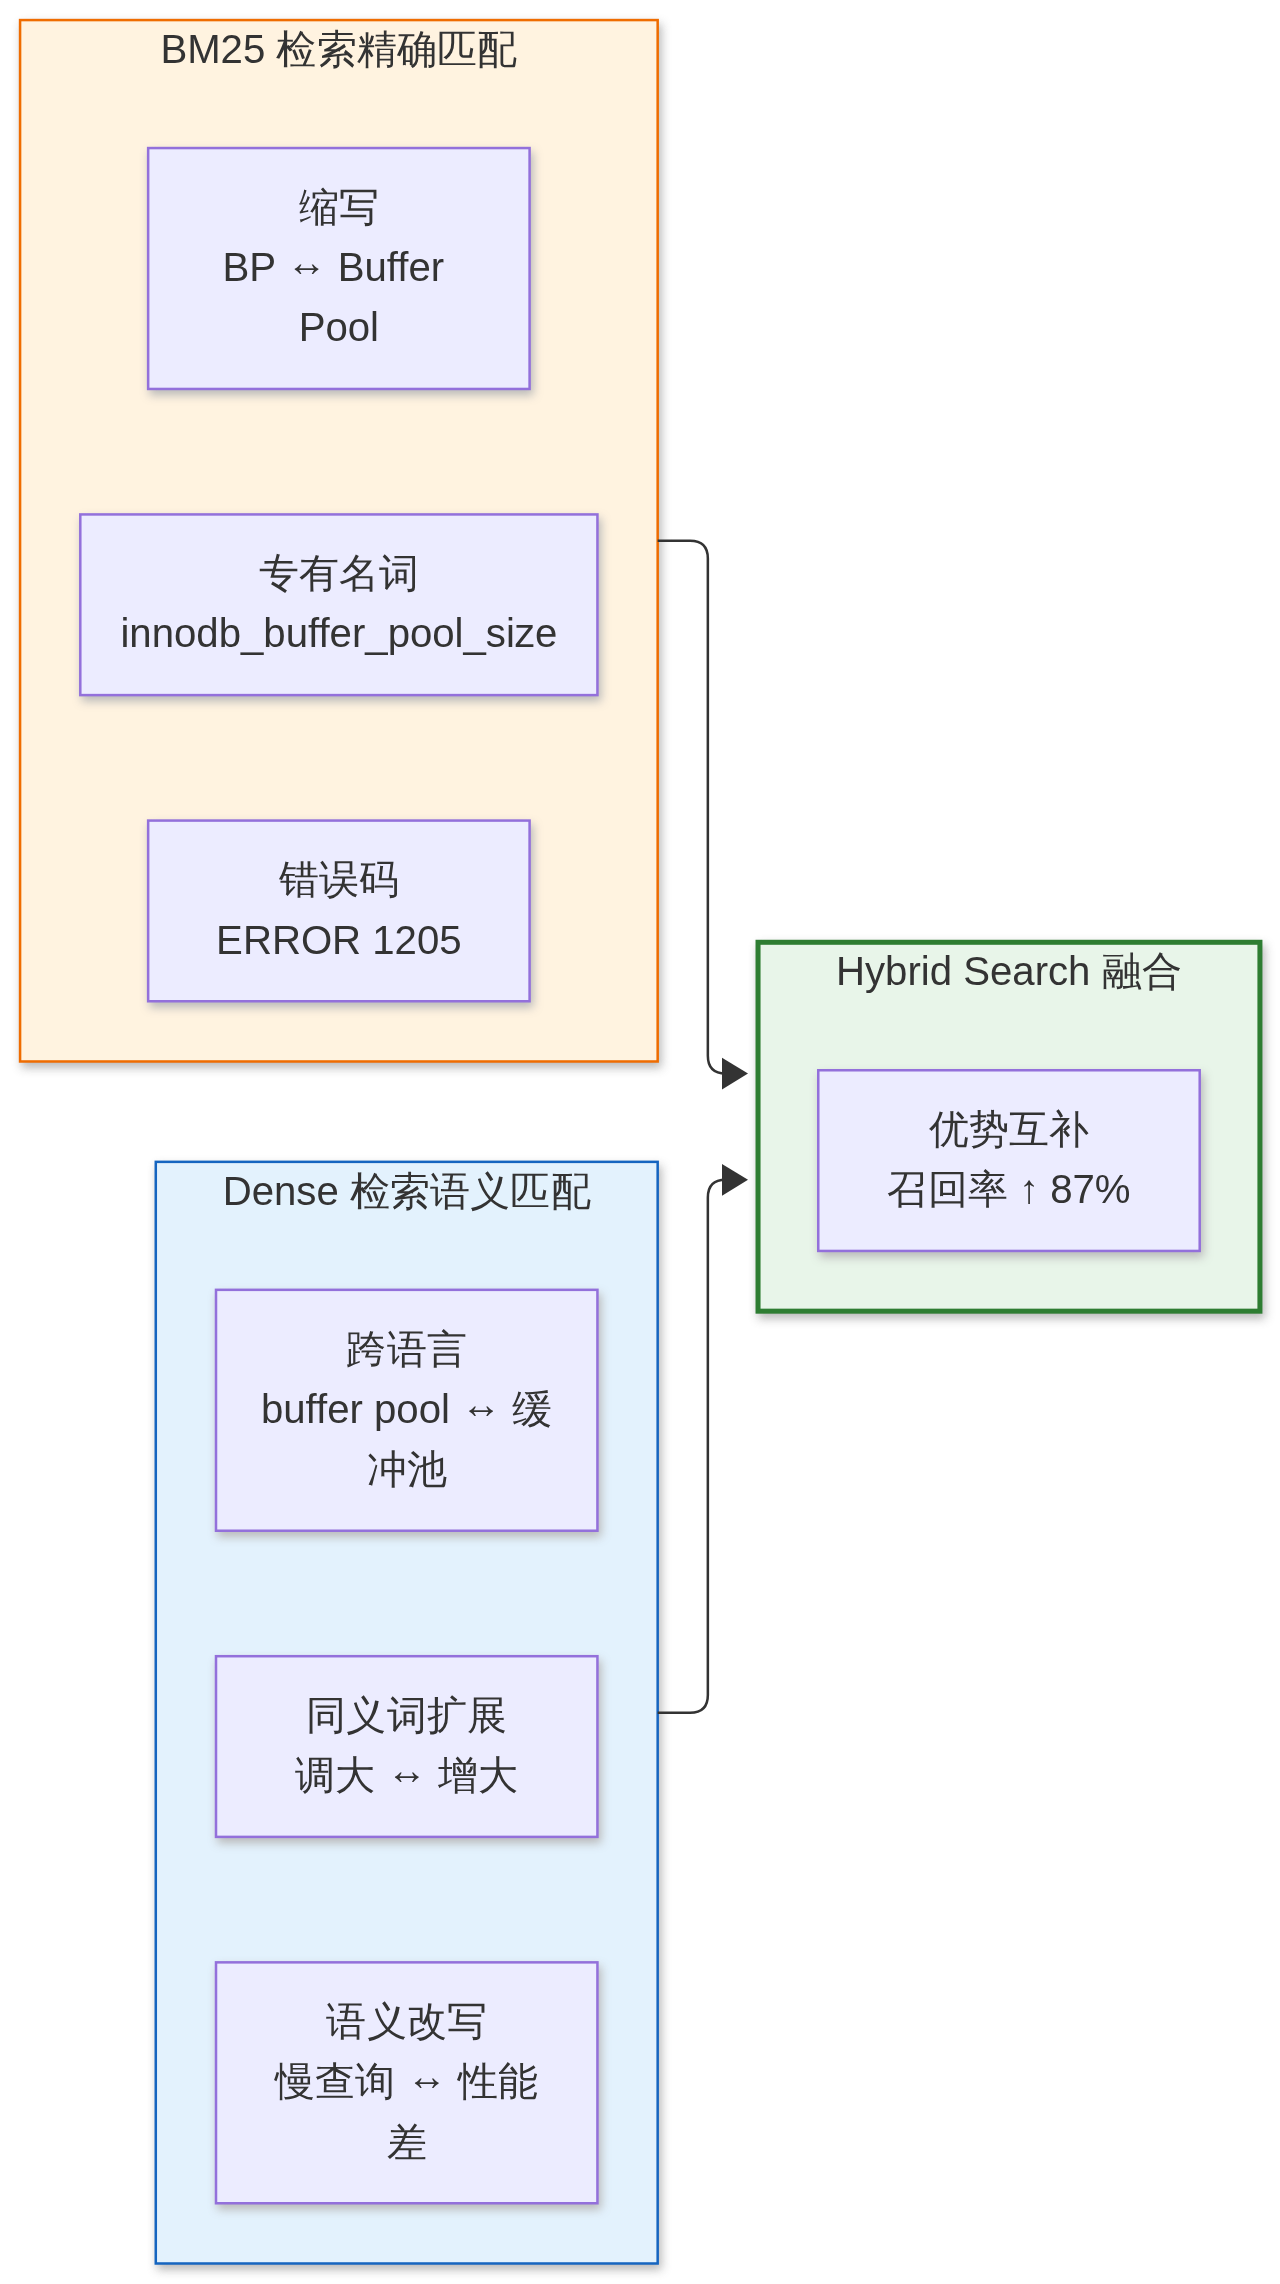 BM25 检索精确匹配
缩写
BP ↔ Buffer
Pool
专有名词
innodb_buffer_pool_size
错误码
ERROR 1205
Hybrid Search 融合
优势互补
召回率 ↑ 87%
Dense 检索语义匹配
跨语言
buffer pool ↔ 缓
冲池
同义词扩展
调大 ↔ 增大
语义改写
慢查询 ↔ 性能
差